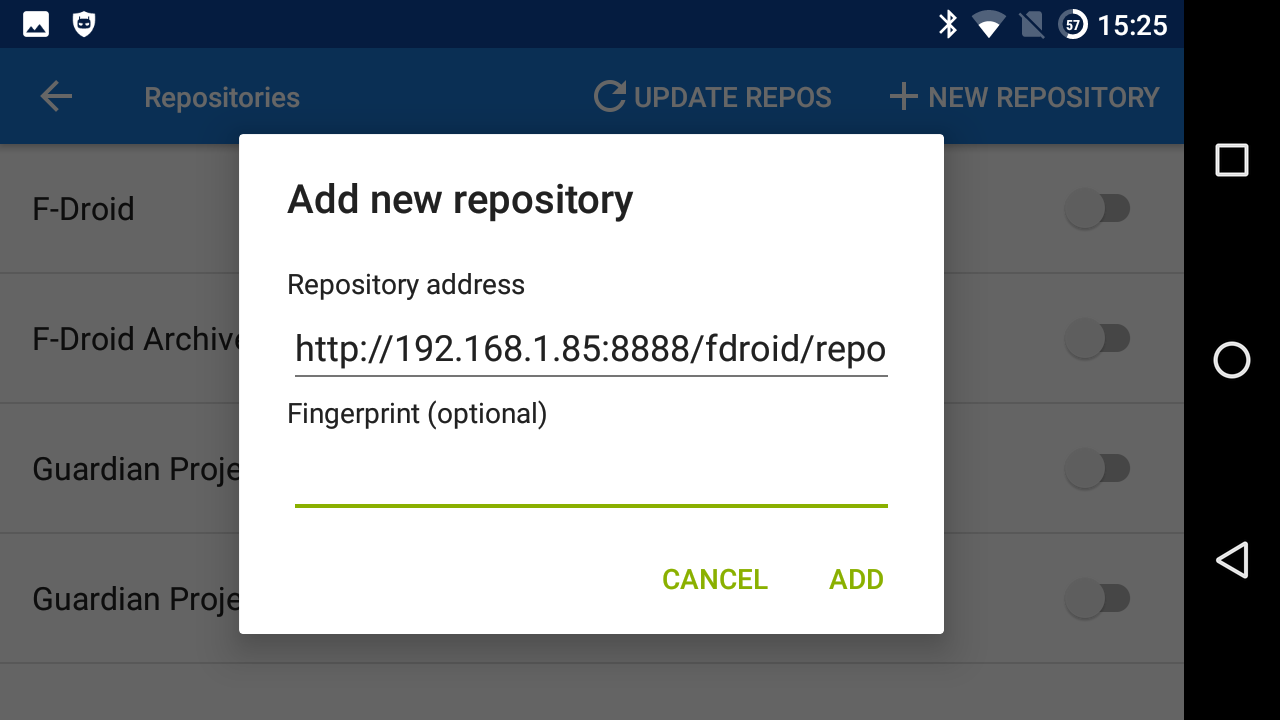 57 15:25
Repositories UPDATE REPOS NEW REPOSITORY
Add new repository
F-Droid
Repository address
F-Droid Archive
http://192.168.1.85:8888/fdroid/repo
Fingerprint (optional)
Guardian Proje
CANCEL ADD
Guardian Proje